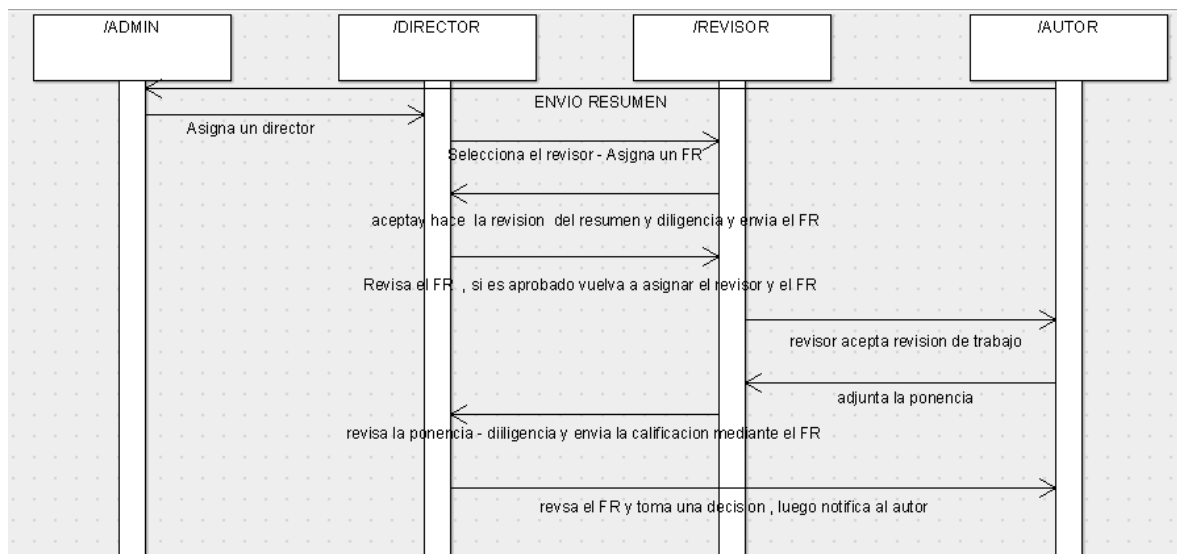 /ADMIN
/DIRECTOR
/REVISOR
/AUTOR
ENVIO RESUMEN
Asigna un director
Selecciona el revisor - Asigna un FR
aceptay hace la revision del resumen y diligencia y envia el FR
Revisa el FR , si es aprobado vuelva a asignar el revisor y el FR
revisor acepta revision de trabajo
adjunta la ponencia
revisa la ponencia - diiligencia y envia la calificacion mediante el FR
revsa el FR y toma una decision , luego notifica al autor